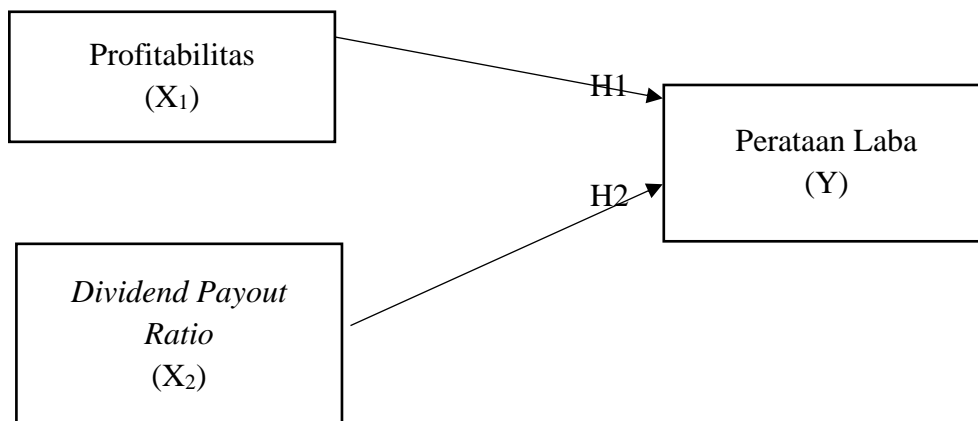 Profitabilitas
(X₁)
H1
Perataan Laba
(Y)
H2
Dividend Payout
Ratio
(X₂)